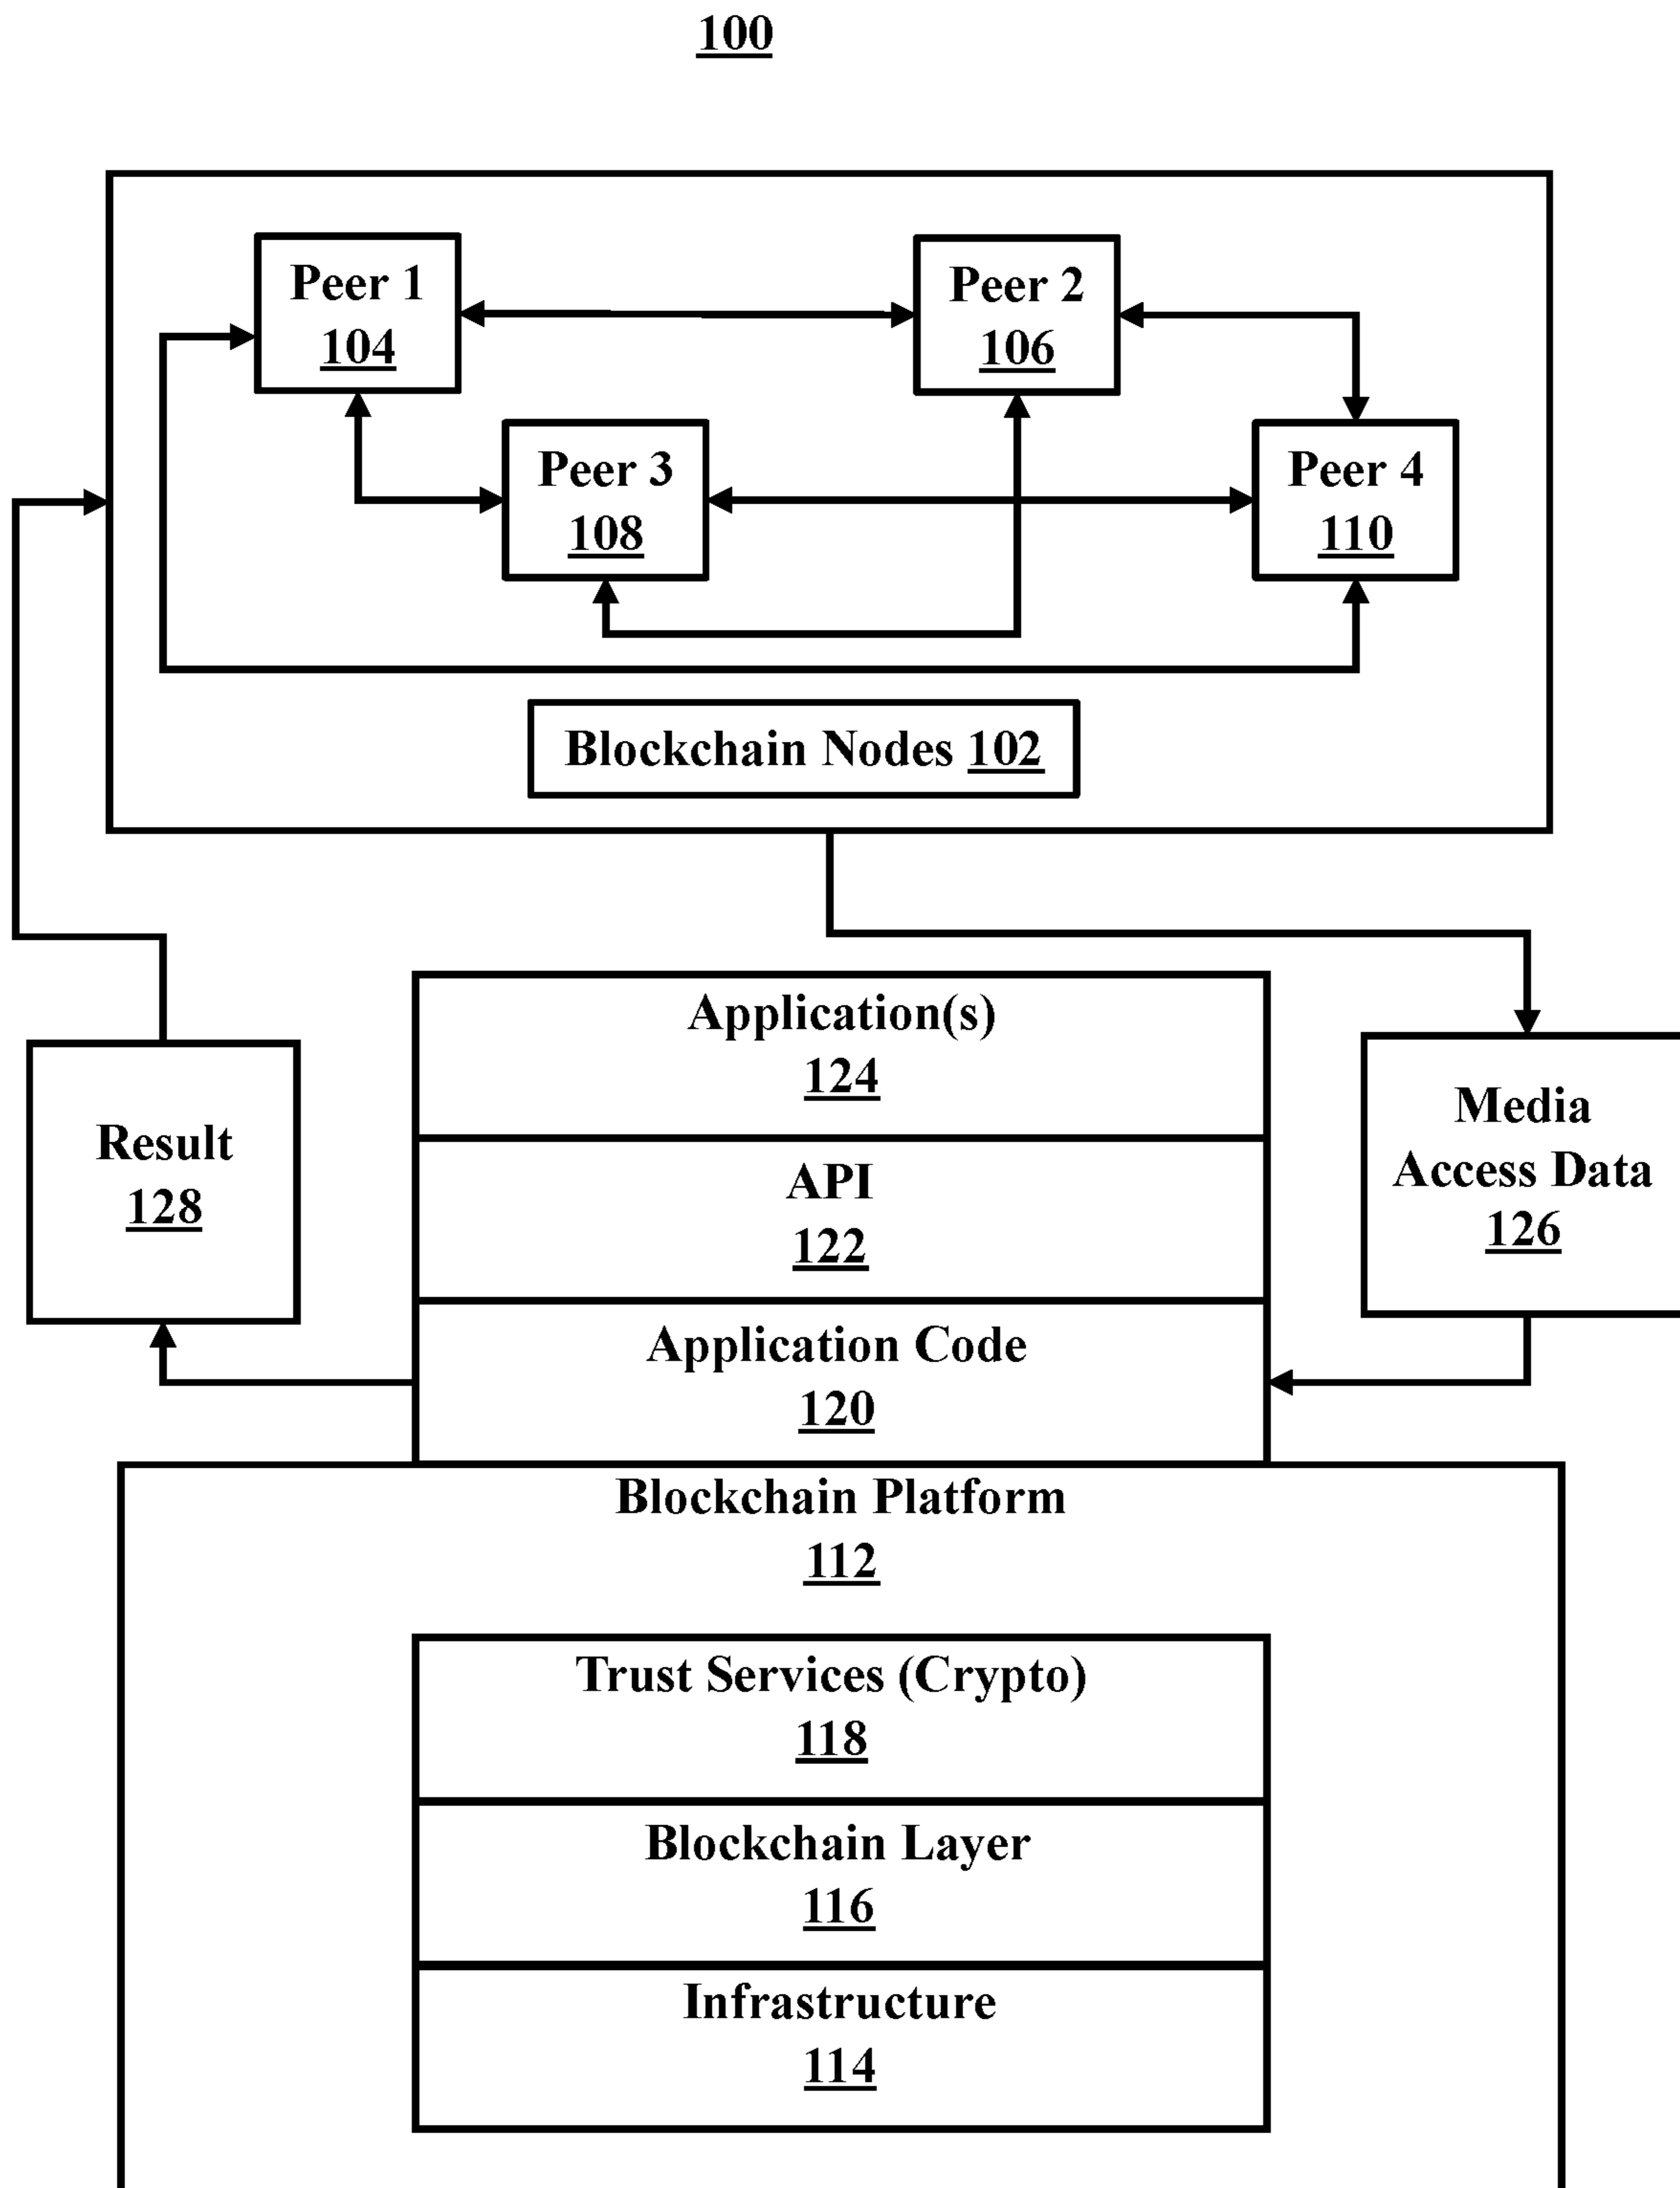 100
Peer 1
104
Peer 2
106
Peer 3
108
Peer 4
110
Blockchain Nodes 102
Application(s)
124
API
122
Application Code
120
Result
128
Media
Access Data
126
Blockchain Platform
112
Trust Services (Crypto)
118
Blockchain Layer
116
Infrastructure
114